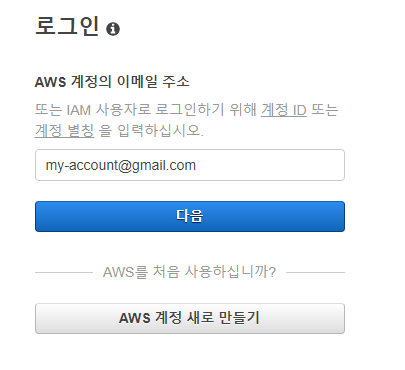 로그인
AWS 계정의 이메일 주소
또는 IAM 사용자로 로그인하기 위해 계정 ID 또는
계정 별칭 을 입력하십시오.
my-account@gmail.com
다음
AWS를 처음 사용하십니까?
AWS 계정 새로 만들기